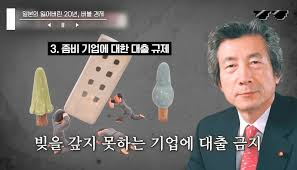 일본의 잃어버린 20년, 버블 경제
3. 좀비 기업에 대한 대출 규제
빚을 갚지 못하는 기업에 대출 금지